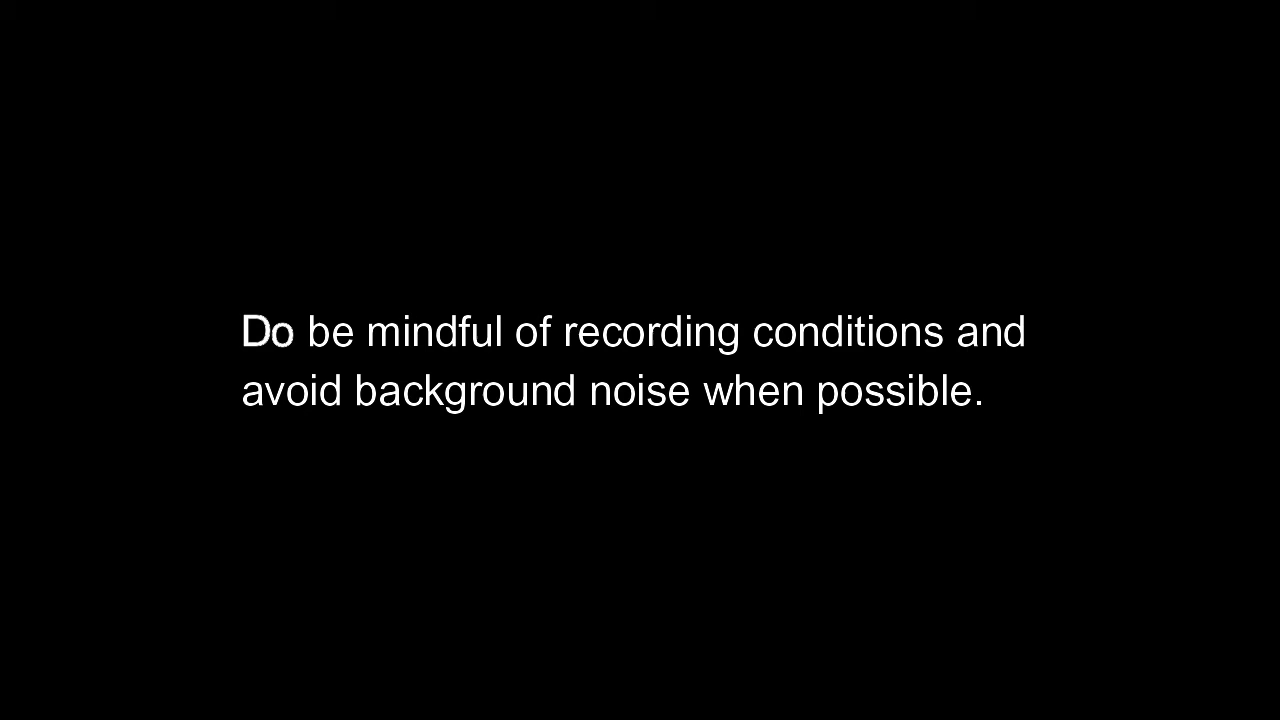 Do be mindful of recording conditions and
avoid background noise when possible.